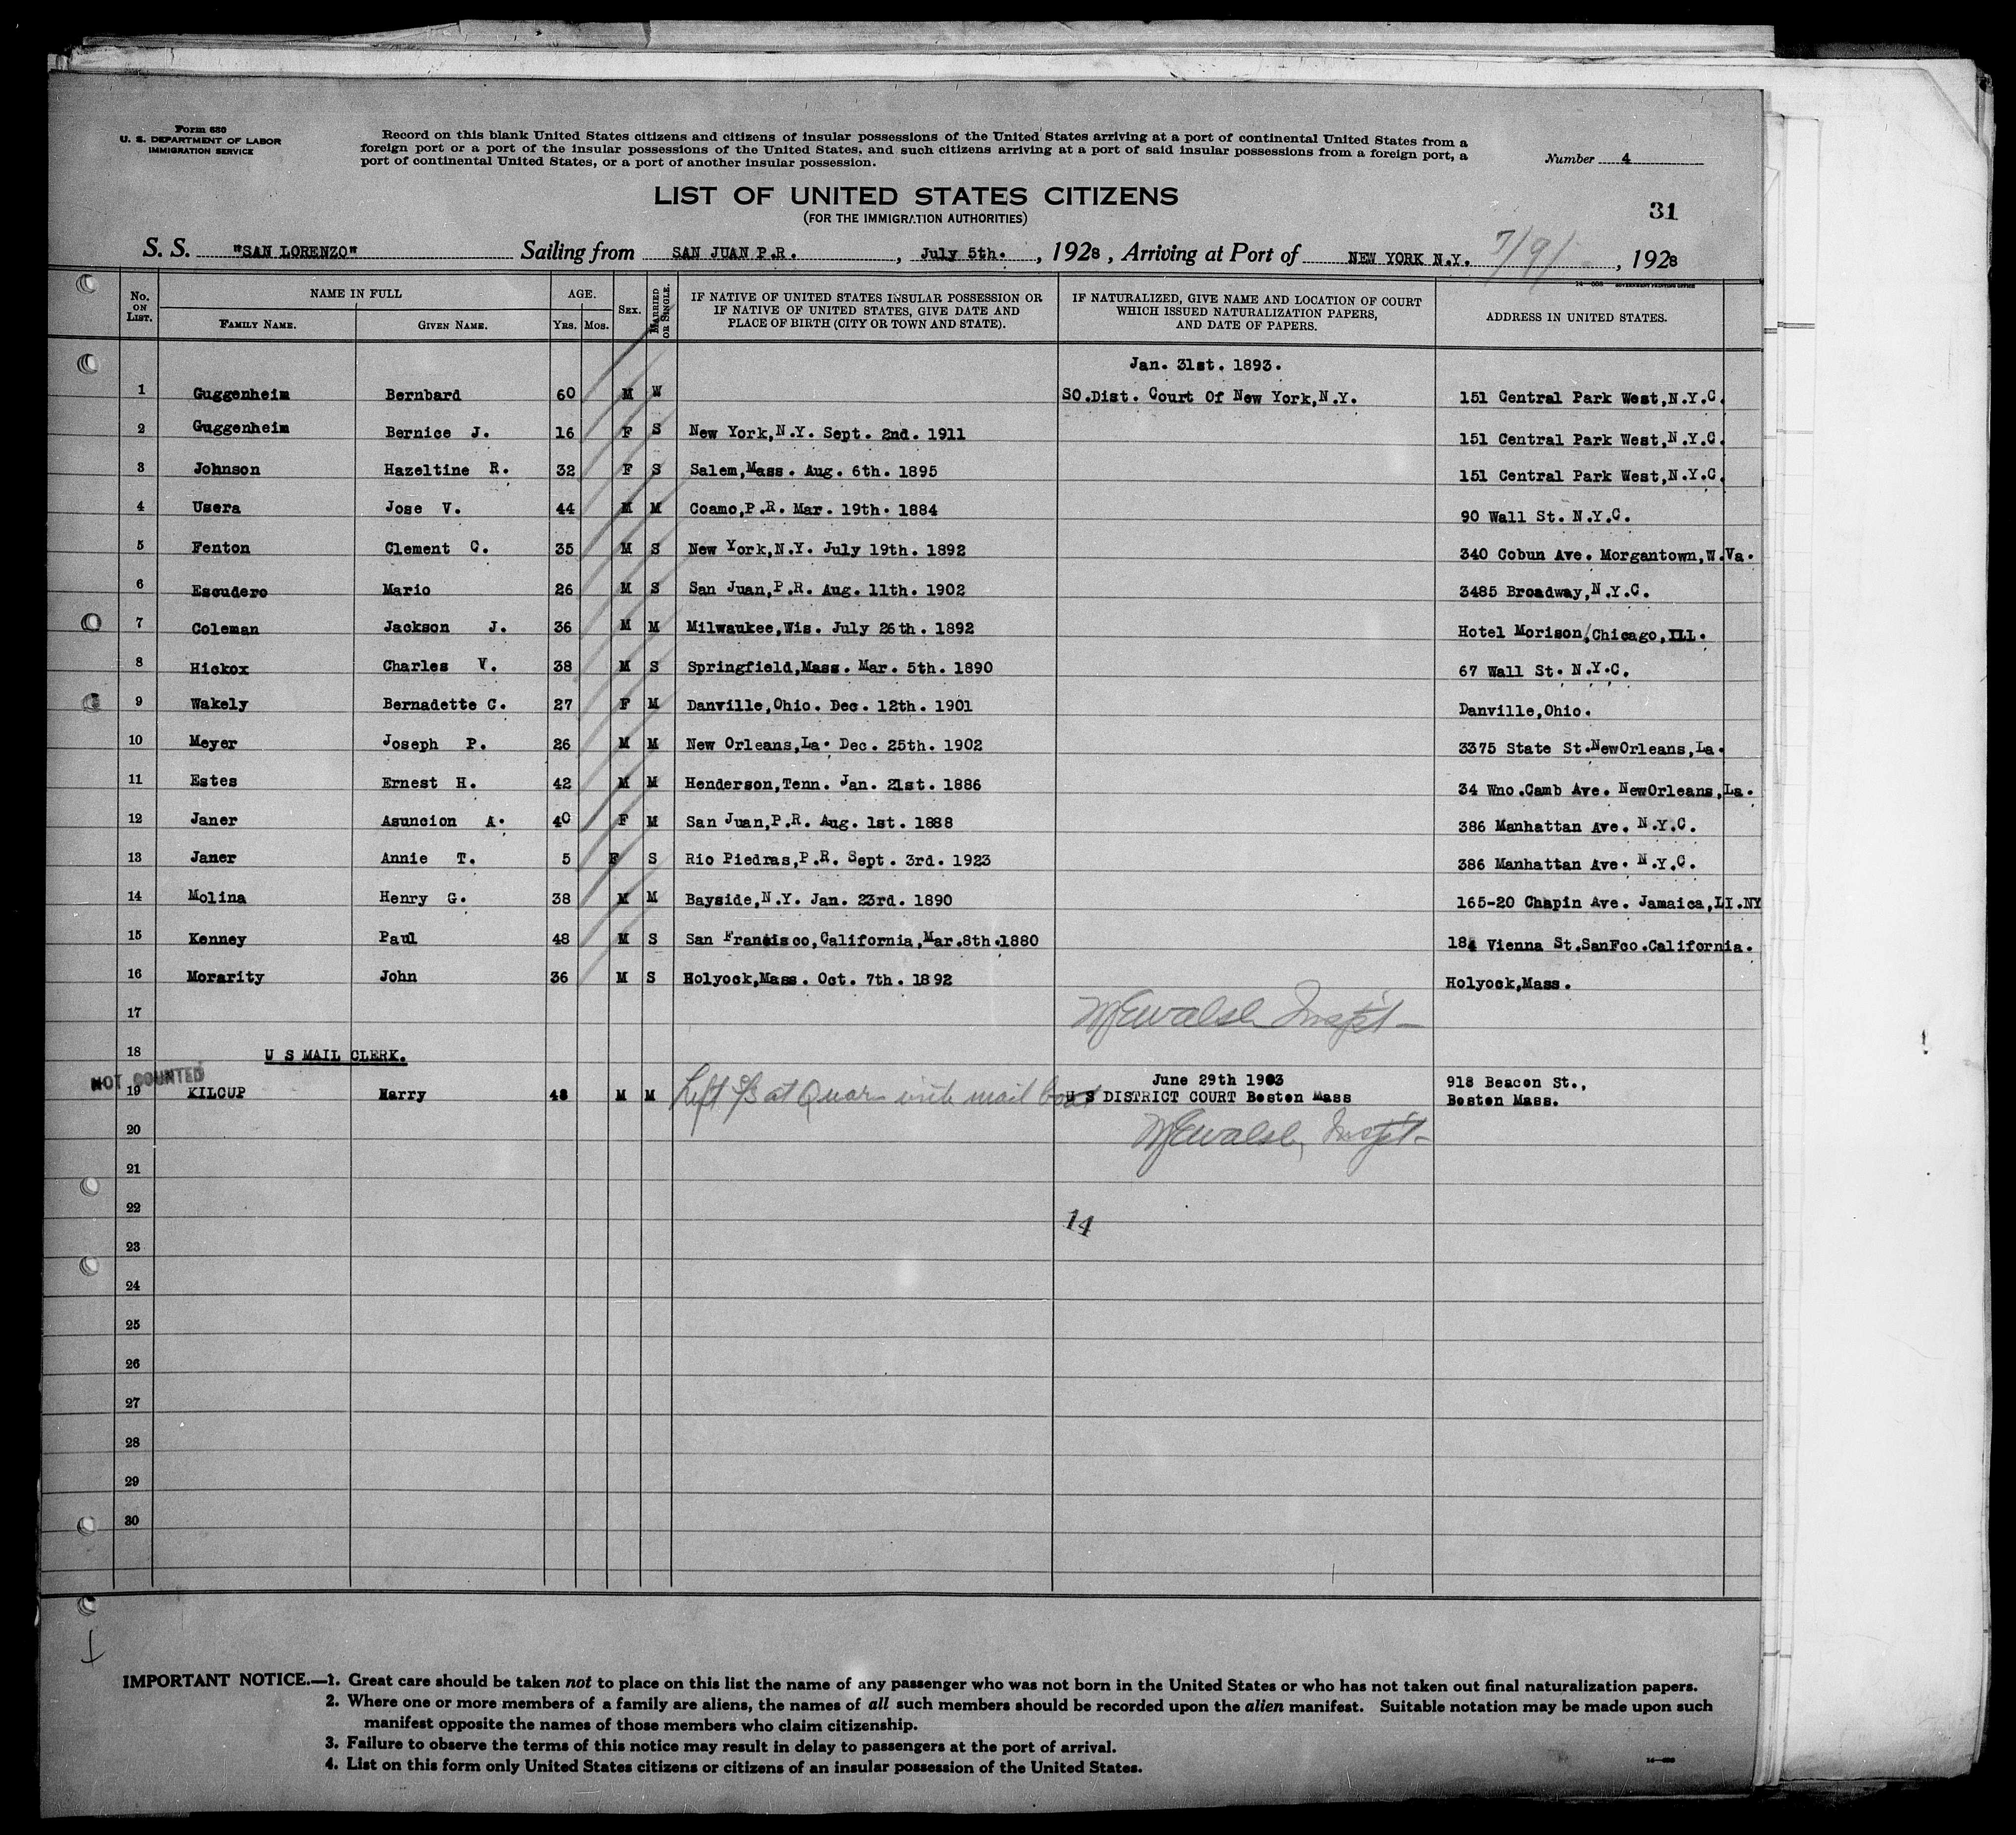 Form 630
U. S. DEPARTMENT OF LABOR
IMMIGRATION SERVICE
Record on this blank United States citizens and citizens of insular possessions of the United States arriving at a port of continental United States from a
foreign port or a port of the insular possessions of the United States, and such citizens arriving at a port of said insular possessions from a foreign port, a
port of continental United States, or a port of another insular possession.
Number 4
LIST OF UNITED STATES CITIZENS
(FOR THE IMMIGRATION AUTHORITIES)
31
S. S. "SAN LORENZO" Sailing from SAN JUAN P.R. , July 5th. , 1928 , Arriving at Port of NEW YORK N.Y. 7/9/ , 1928
No. ON LIST. NAME IN FULL FAMILY NAME. GIVEN NAME. AGE. YRS. MOS. SEX. MARRIED OR SINGLE. IF NATIVE OF UNITED STATES INSULAR POSSESSION OR IF NATIVE OF UNITED STATES, GIVE DATE AND PLACE OF BIRTH (CITY OR TOWN AND STATE). IF NATURALIZED, GIVE NAME AND LOCATION OF COURT WHICH ISSUED NATURALIZATION PAPERS, AND DATE OF PAPERS. ADDRESS IN UNITED STATES.
Jan. 31st. 1893.
1 Guggenheim Bernbard 60 M W SO.Dist. Court Of New York,N.Y. 151 Central Park West,N.Y.C.
2 Guggenheim Bernice J. 16 F S New York,N.Y. Sept. 2nd. 1911 151 Central Park West,N.Y.C.
3 Johnson Hazeltine R. 32 F S Salem,Mass. Aug. 6th. 1895 151 Central Park West,N.Y.C.
4 Usera Jose V. 44 M M Coamo,P.R. Mar. 19th. 1884 90 Wall St. N.Y.C.
5 Fenton Clement C. 35 M S New York,N.Y. July 19th. 1892 340 Cobun Ave. Morgantown,W.Va.
6 Escudero Mario 26 M S San Juan,P.R. Aug. 11th. 1902 3485 Broadway,N.Y.C.
7 Coleman Jackson J. 36 M M Milwaukee,Wis. July 26th. 1892 Hotel Morison,Chicago,ILL.
8 Hickox Charles V. 38 M S Springfield,Mass. Mar. 5th. 1890 67 Wall St. N.Y.C.
9 Wakely Bernadette C. 27 F M Danville,Ohio. Dec. 12th. 1901 Danville,Ohio.
10 Meyer Joseph P. 26 M M New Orleans,La. Dec. 25th. 1902 3375 State St.NewOrleans,La.
11 Estes Ernest H. 42 M M Henderson,Tenn. Jan. 21st. 1886 34 Wno.Camb Ave. NewOrleans,La.
12 Janer Asuncion A. 40 F M San Juan,P.R. Aug. 1st. 1888 386 Manhattan Ave. N.Y.C.
13 Janer Annie T. 5 F S Rio Piedras,P.R. Sept. 3rd. 1923 386 Manhattan Ave. N.Y.C.
14 Molina Henry G. 38 M M Bayside,N.Y. Jan. 23rd. 1890 165-20 Chapin Ave. Jamaica,LI.NY
15 Kenney Paul 48 M S San Francisco,California,Mar.8th.1880 184 Vienna St.SanFco.California.
16 Morarity John 36 M S Holyock,Mass. Oct. 7th. 1892 Holyock,Mass.
17 Walsh Inspt
18 U S MAIL CLERK.
NOT COUNTED
June 29th 1903 918 Beacon St.,
19 KILCUP Harry 48 M M Left S/S at Quar with mail boat U S DISTRICT COURT Boston Mass Boston Mass.
20 Walsh, Inspt
21
22
14
23
24
25
26
27
28
29
30
IMPORTANT NOTICE.—1. Great care should be taken not to place on this list the name of any passenger who was not born in the United States or who has not taken out final naturalization papers.
2. Where one or more members of a family are aliens, the names of all such members should be recorded upon the alien manifest. Suitable notation may be made upon such
manifest opposite the names of those members who claim citizenship.
3. Failure to observe the terms of this notice may result in delay to passengers at the port of arrival.
4. List on this form only United States citizens or citizens of an insular possession of the United States.